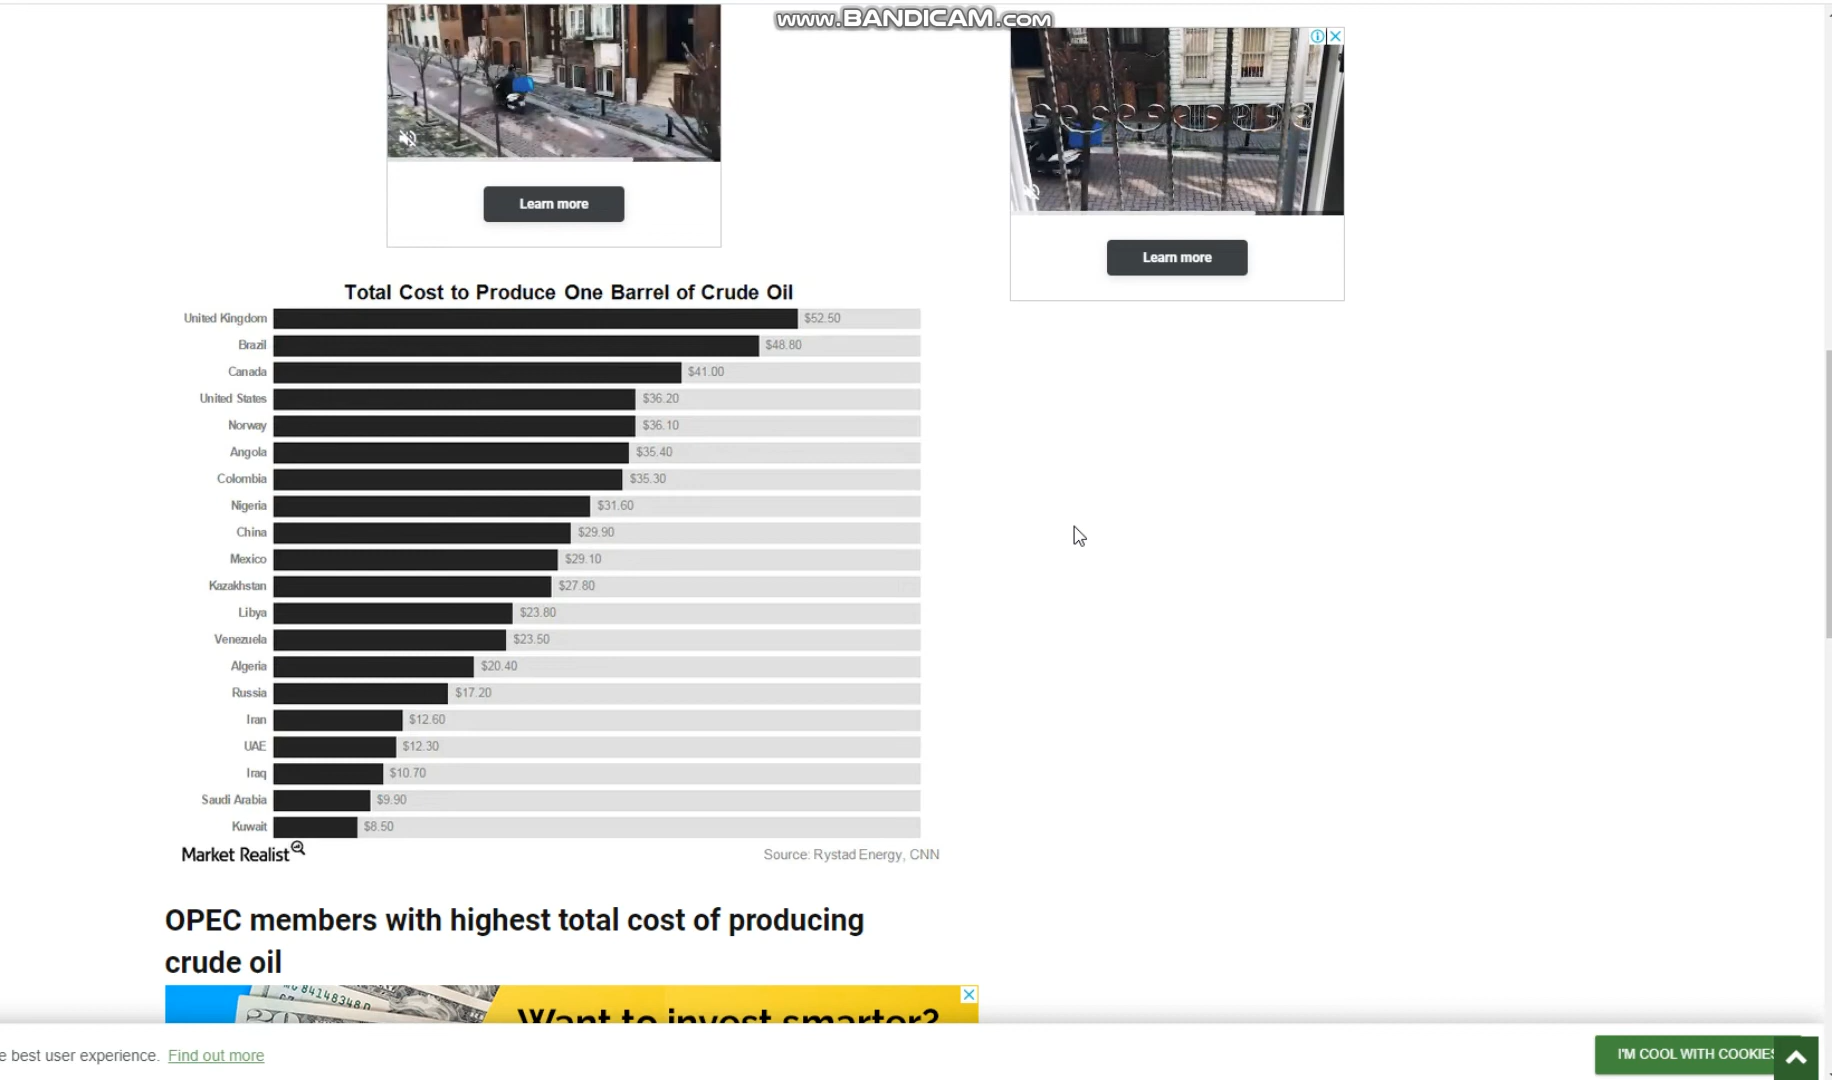 www.BANDICAM.com
Learn more
Learn more
Total Cost to Produce One Barrel of Crude Oil
United Kingdom $52.50
Brazil $48.80
Canada $41.00
United States $36.20
Norway $36.10
Angola $35.40
Colombia $35.30
Nigeria $31.60
China $29.90
Mexico $29.10
Kazakhstan $27.80
Libya $23.80
Venezuela $23.50
Algeria $20.40
Russia $17.20
Iran $12.60
UAE $12.30
Iraq $10.70
Saudi Arabia $9.90
Kuwait $8.50
Market Realist Source: Rystad Energy, CNN
OPEC members with highest total cost of producing
crude oil
Want to invest smarter?
e best user experience. Find out more
I'M COOL WITH COOKIES